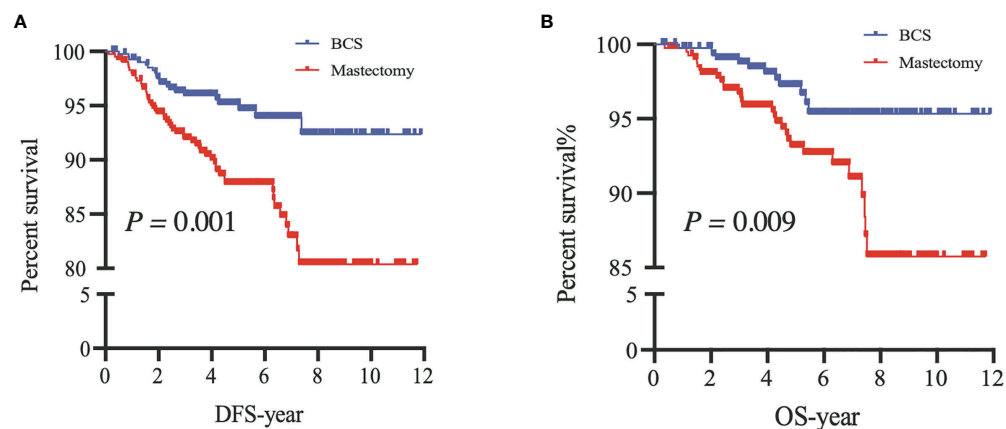 A
BCS
Mastectomy
100
95
90
85
80
5
0
Percent survival
P = 0.001
0 2 4 6 8 10 12
DFS-year
B
BCS
Mastectomy
100
95
90
85
5
0
Percent survival%
P = 0.009
0 2 4 6 8 10 12
OS-year